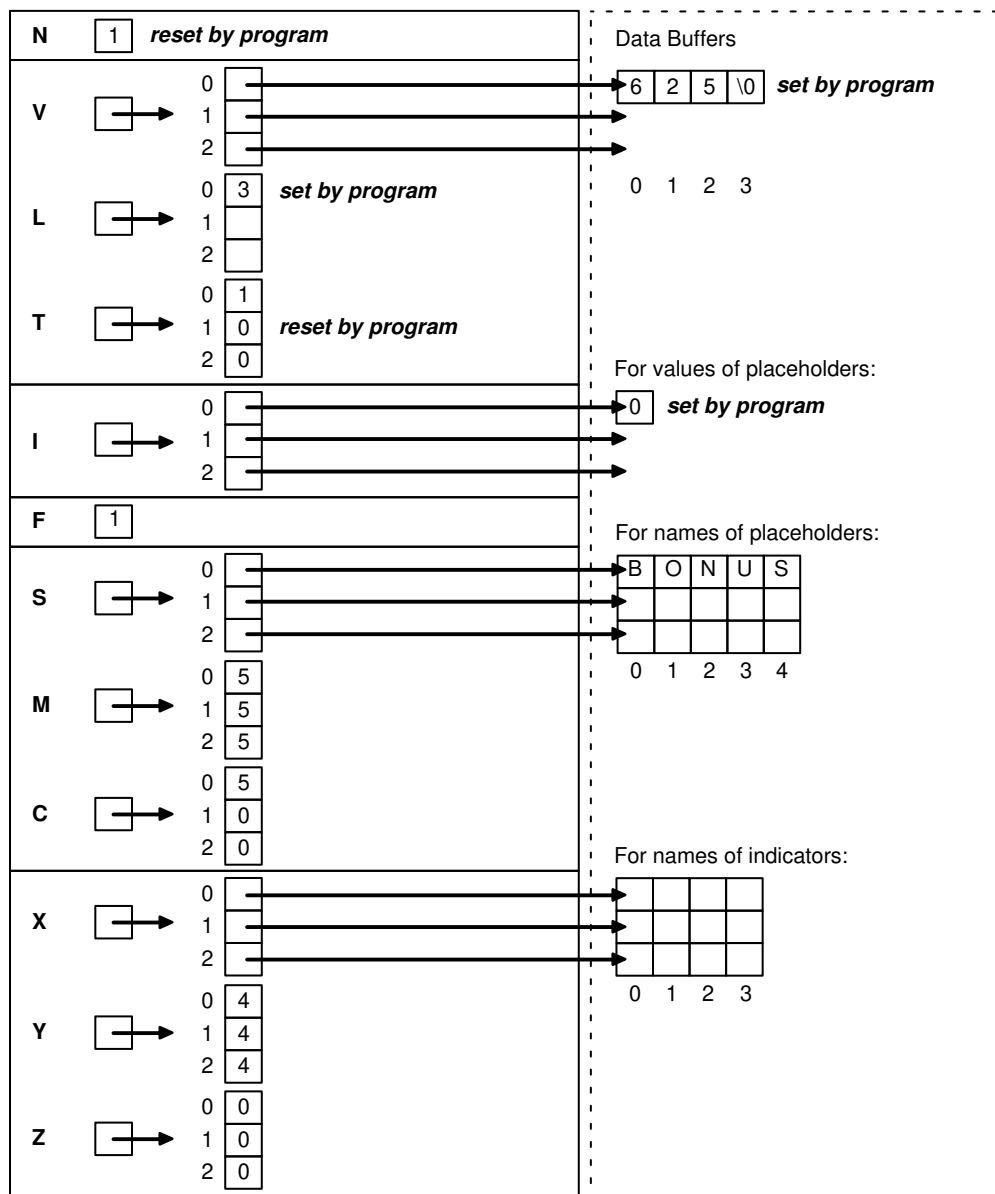 N 1 reset by program
Data Buffers
V
0
1
2
6 2 5 \0 set by program
0 1 2 3
L
0 3 set by program
1
2
T
0 1
1 0 reset by program
2 0
For values of placeholders:
I
0
1
2
0 set by program
F 1
For names of placeholders:
S
0
1
2
B O N U S
0 1 2 3 4
M
0 5
1 5
2 5
C
0 5
1 0
2 0
For names of indicators:
X
0
1
2
0 1 2 3
Y
0 4
1 4
2 4
Z
0 0
1 0
2 0